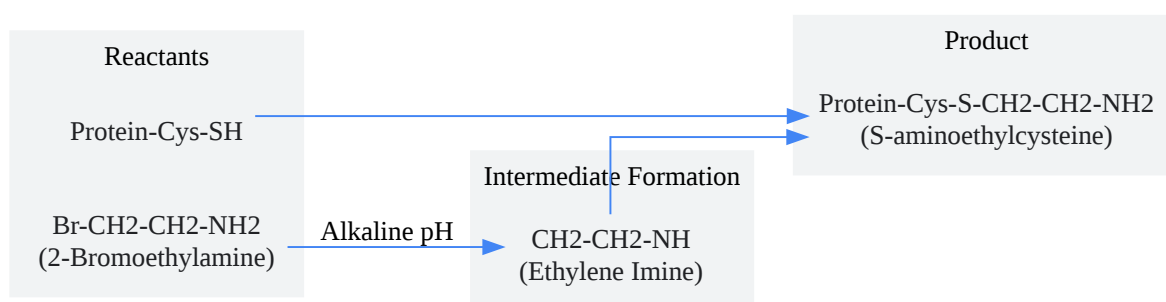 Reactants
Protein-Cys-SH
Br-CH2-CH2-NH2
(2-Bromoethylamine)
Alkaline pH
Intermediate Formation
CH2-CH2-NH
(Ethylene Imine)
Product
Protein-Cys-S-CH2-CH2-NH2
(S-aminoethylcysteine)